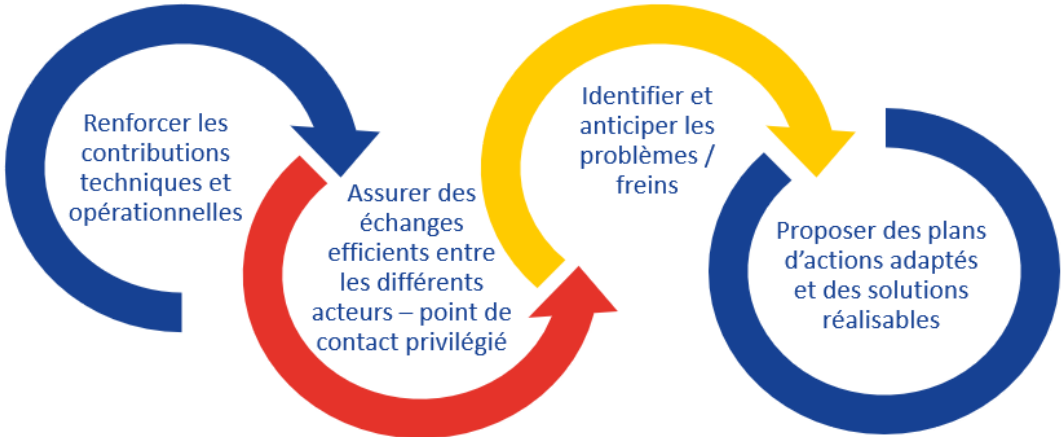 Renforcer les
contributions
techniques et
opérationnelles
Assurer des
échanges
efficients entre
les différents
acteurs – point de
contact privilégié
Identifier et
anticiper les
problèmes /
freins
Proposer des plans
d’actions adaptés
et des solutions
réalisables